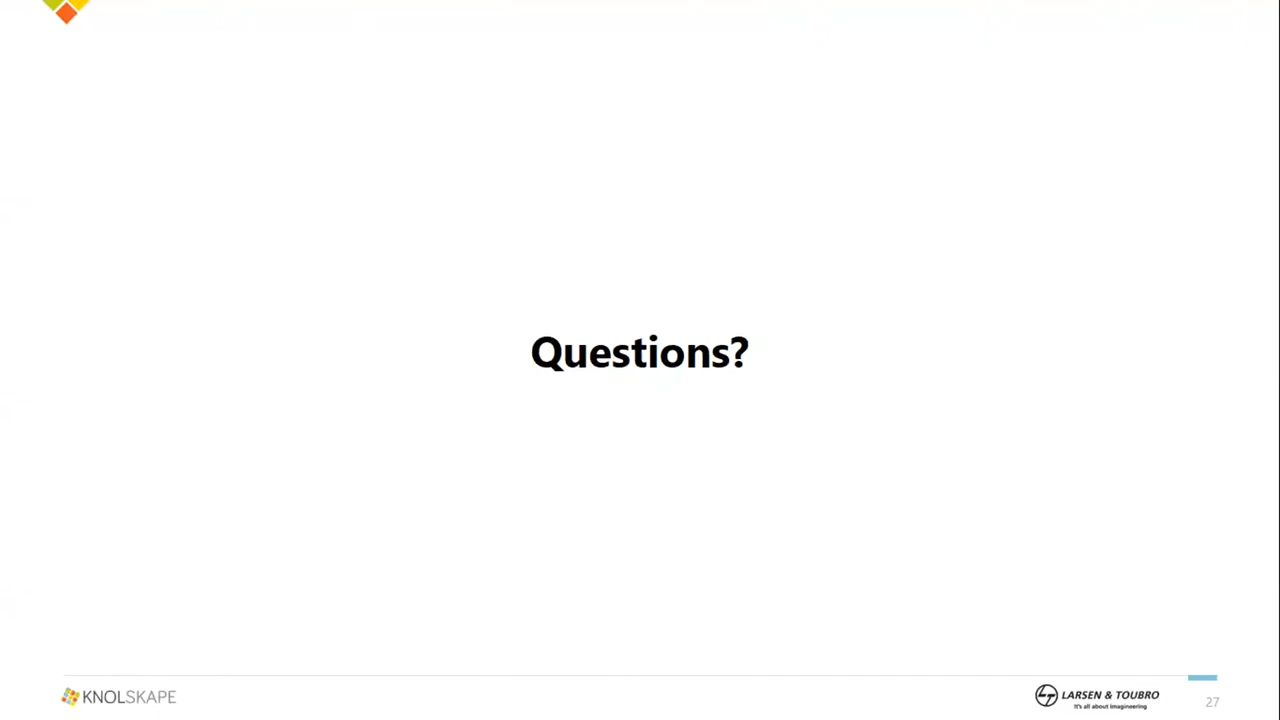 Questions?
KNOLSKAPE
LARSEN & TOUBRO
It's all about Imagineering
27